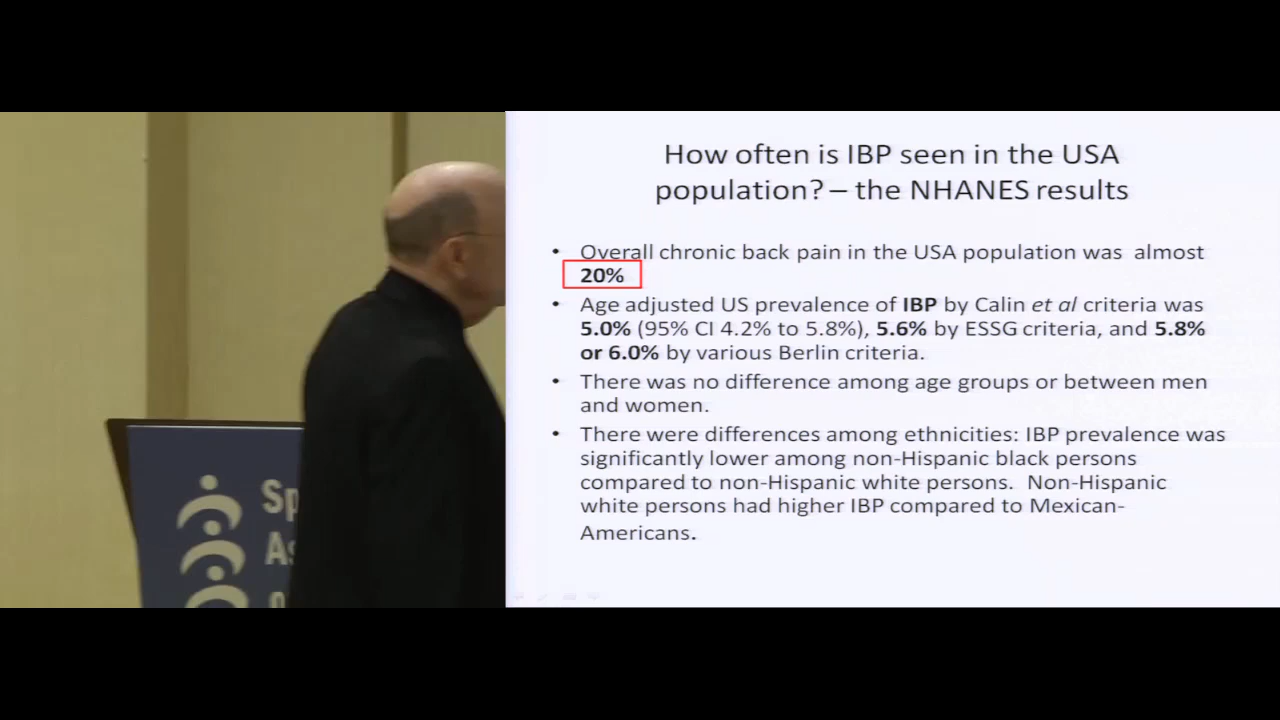 How often is IBP seen in the USA
population? – the NHANES results
• Overall chronic back pain in the USA population was almost
20%
• Age adjusted US prevalence of IBP by Calin et al criteria was
5.0% (95% CI 4.2% to 5.8%), 5.6% by ESSG criteria, and 5.8%
or 6.0% by various Berlin criteria.
• There was no difference among age groups or between men
and women.
• There were differences among ethnicities: IBP prevalence was
significantly lower among non-Hispanic black persons
compared to non-Hispanic white persons. Non-Hispanic
white persons had higher IBP compared to Mexican-
Americans.